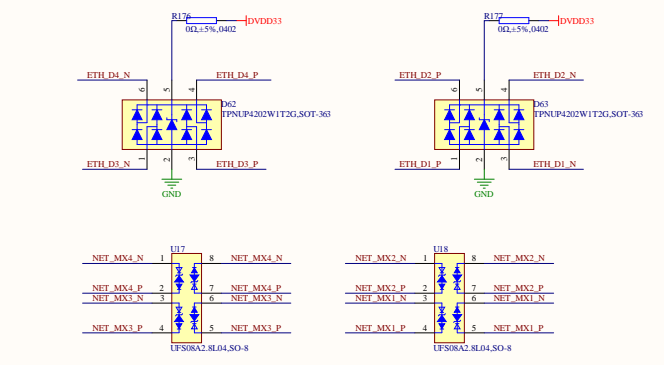 R176
DVDD33
0Ω,±5%,0402
R177
DVDD33
0Ω,±5%,0402
ETH_D4_N
ETH_D4_P
ETH_D2_P
ETH_D2_N
6
5
4
6
5
4
D62
TPNUP4202W1T2G,SOT-363
D63
TPNUP4202W1T2G,SOT-363
1
2
3
1
2
3
ETH_D3_N
ETH_D3_P
ETH_D1_P
ETH_D1_N
GND
GND
U17
U18
NET_MX4_N 1 8 NET_MX4_N
NET_MX2_N 1 8 NET_MX2_N
NET_MX4_P 2 7 NET_MX4_P
NET_MX2_P 2 7 NET_MX2_P
NET_MX3_N 3 6 NET_MX3_N
NET_MX1_N 3 6 NET_MX1_N
NET_MX3_P 4 5 NET_MX3_P
NET_MX1_P 4 5 NET_MX1_P
UFS08A2.8L04,SO-8
UFS08A2.8L04,SO-8